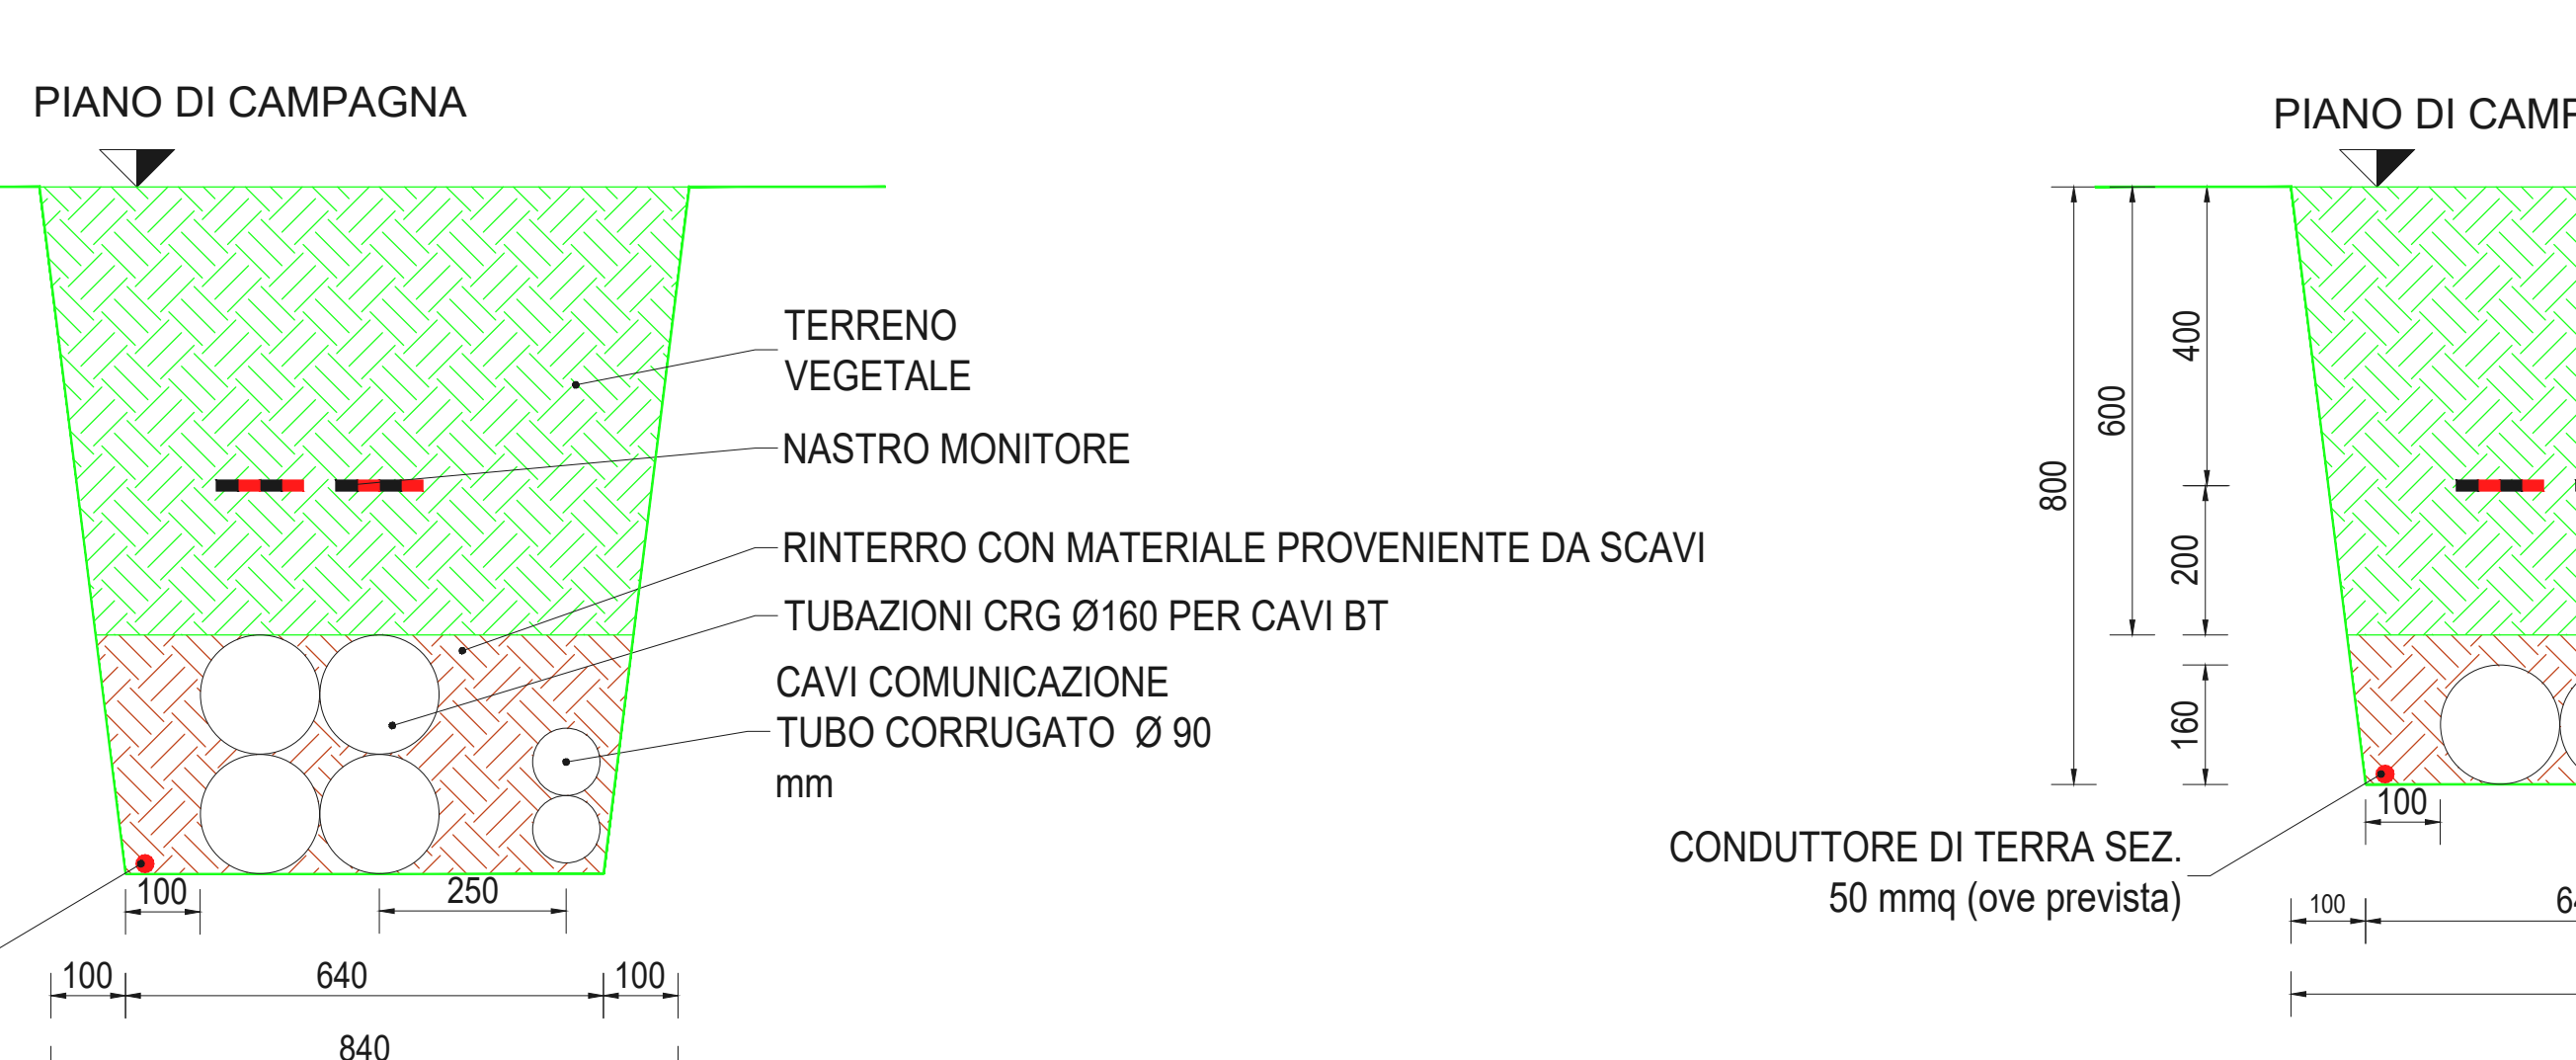 PIANO DI CAMPAGNA
TERRENO
VEGETALE
NASTRO MONITORE
RINTERRO CON MATERIALE PROVENIENTE DA SCAVI
TUBAZIONI CRG Ø160 PER CAVI BT
CAVI COMUNICAZIONE
TUBO CORRUGATO Ø 90
mm
100
250
100
640
100
840
PIANO DI CAMP
400
600
800
200
160
CONDUTTORE DI TERRA SEZ.
50 mmq (ove prevista)
100
100